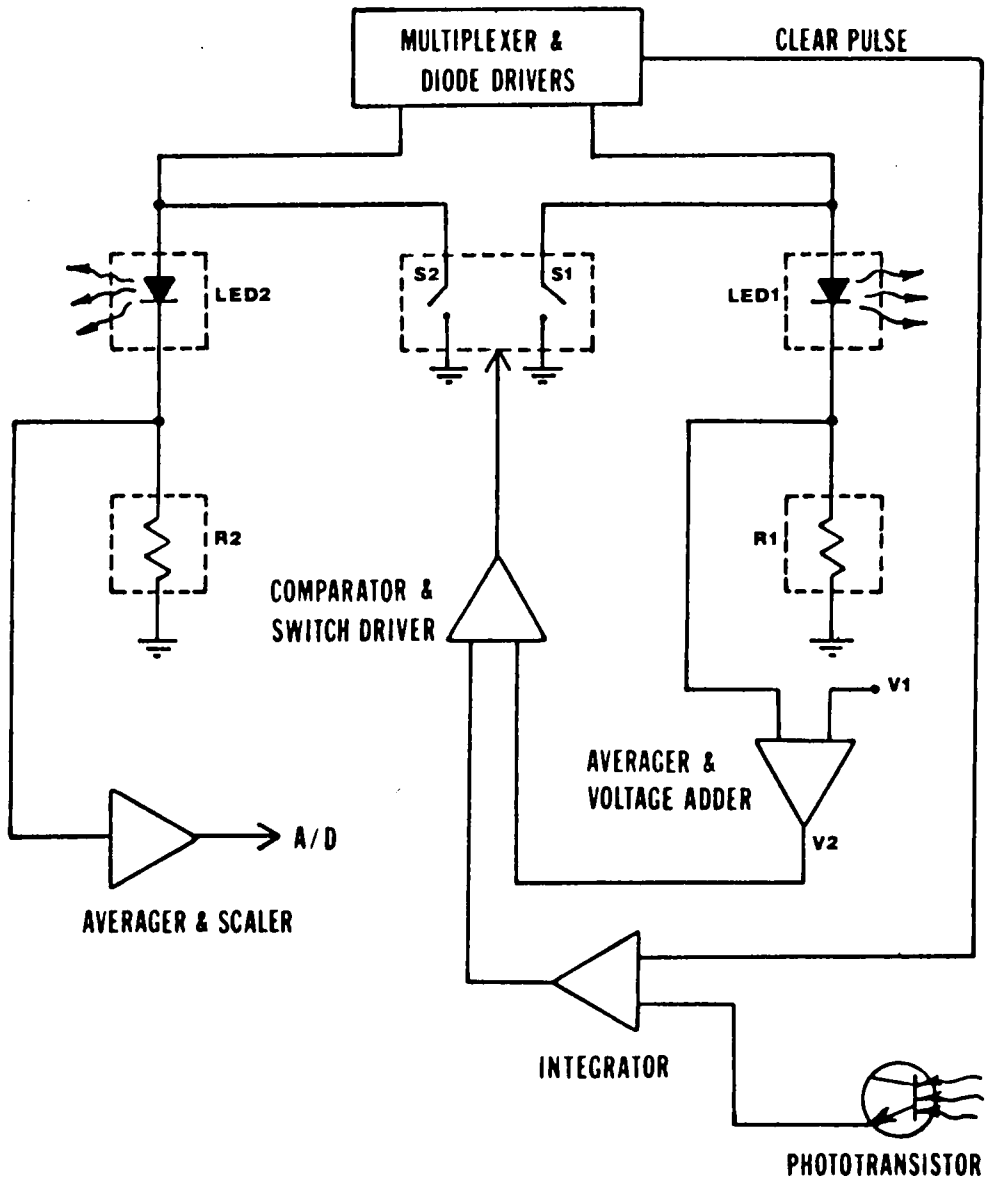 MULTIPLEXER &
DIODE DRIVERS
CLEAR PULSE
S2
S1
LED2
LED1
R2
R1
COMPARATOR &
SWITCH DRIVER
V1
AVERAGER &
VOLTAGE ADDER
V2
A/D
AVERAGER & SCALER
INTEGRATOR
PHOTOTRANSISTOR